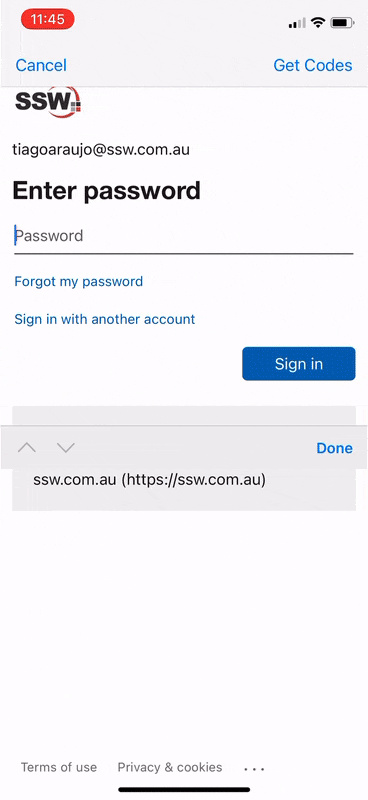 11:45
Cancel
Get Codes
SSW
tiagoaraujo@ssw.com.au
Enter password
Password
Forgot my password
Sign in with another account
Sign in
Done
ssw.com.au (https://ssw.com.au)
Terms of use
Privacy & cookies
...